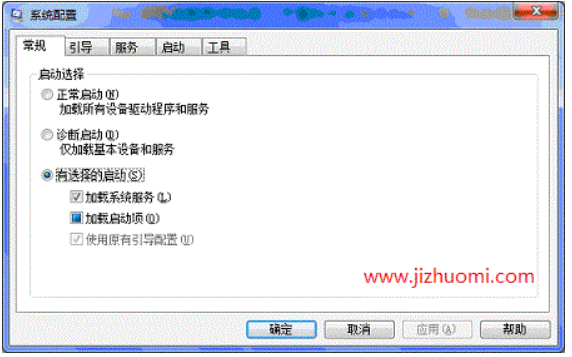 系统配置
常规 引导 服务 启动 工具
启动选择
正常启动(N)
加载所有设备驱动程序和服务
诊断启动(D)
仅加载基本设备和服务
有选择的启动(S)
加载系统服务(L)
加载启动项(O)
使用原有引导配置(U)
www.jizhuomi.com
确定 取消 应用(A) 帮助